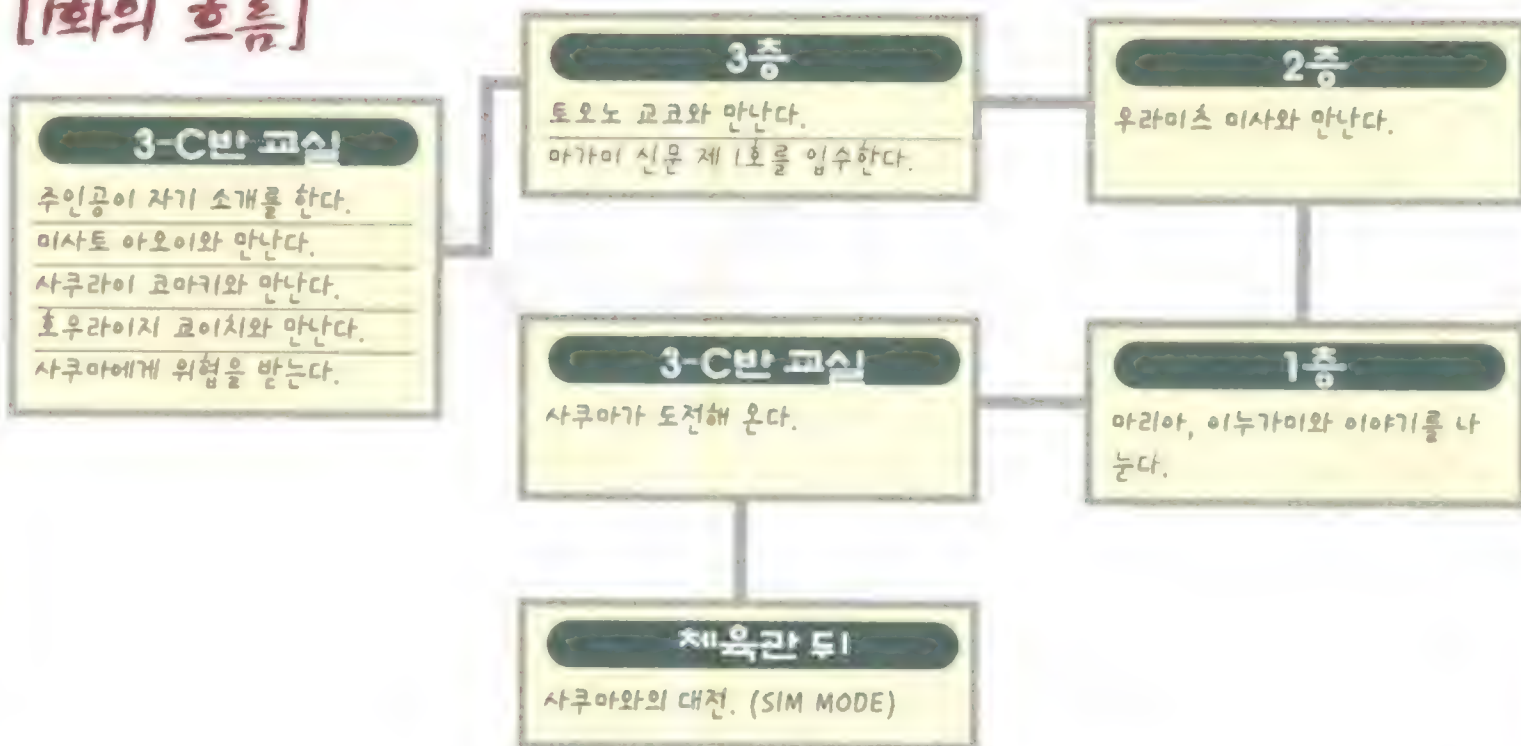 [1화의 흐름]
3-C반 교실
주인공이 자기 소개를 한다.
미사토 아오이와 만난다.
사쿠라이 코마키와 만난다.
호우라이지 쿄이치와 만난다.
사쿠마에게 위협을 받는다.
3층
토오노 교코와 만난다.
마가미 신문 제 1호를 입수한다.
2층
우라미츠 미사와 만난다.
1층
마리아, 이누가미와 이야기를 나
눈다.
3-C반 교실
사쿠마가 도전해 온다.
체육관 뒤
사쿠마와의 대전. (SIM MODE)